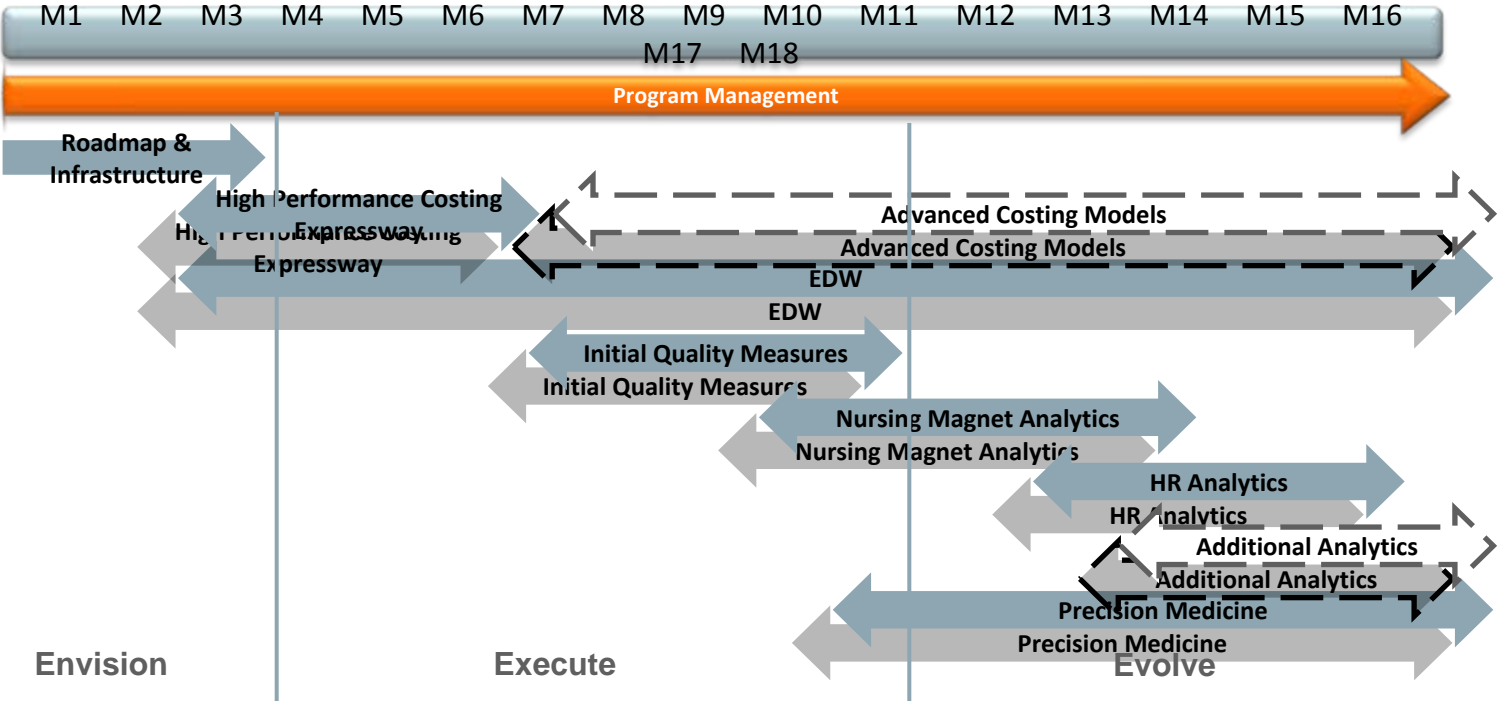 M1 M2 M3 M4 M5 M6 M7 M8 M9 M10 M11 M12 M13 M14 M15 M16
M17 M18
Program Management
Roadmap &
Infrastructure
High Performance Costing
Expressway
High Performance Costing
Expressway
Advanced Costing Models
Advanced Costing Models
EDW
EDW
Initial Quality Measures
Initial Quality Measures
Nursing Magnet Analytics
Nursing Magnet Analytics
HR Analytics
HR Analytics
Additional Analytics
Additional Analytics
Precision Medicine
Precision Medicine
Envision
Execute
Evolve